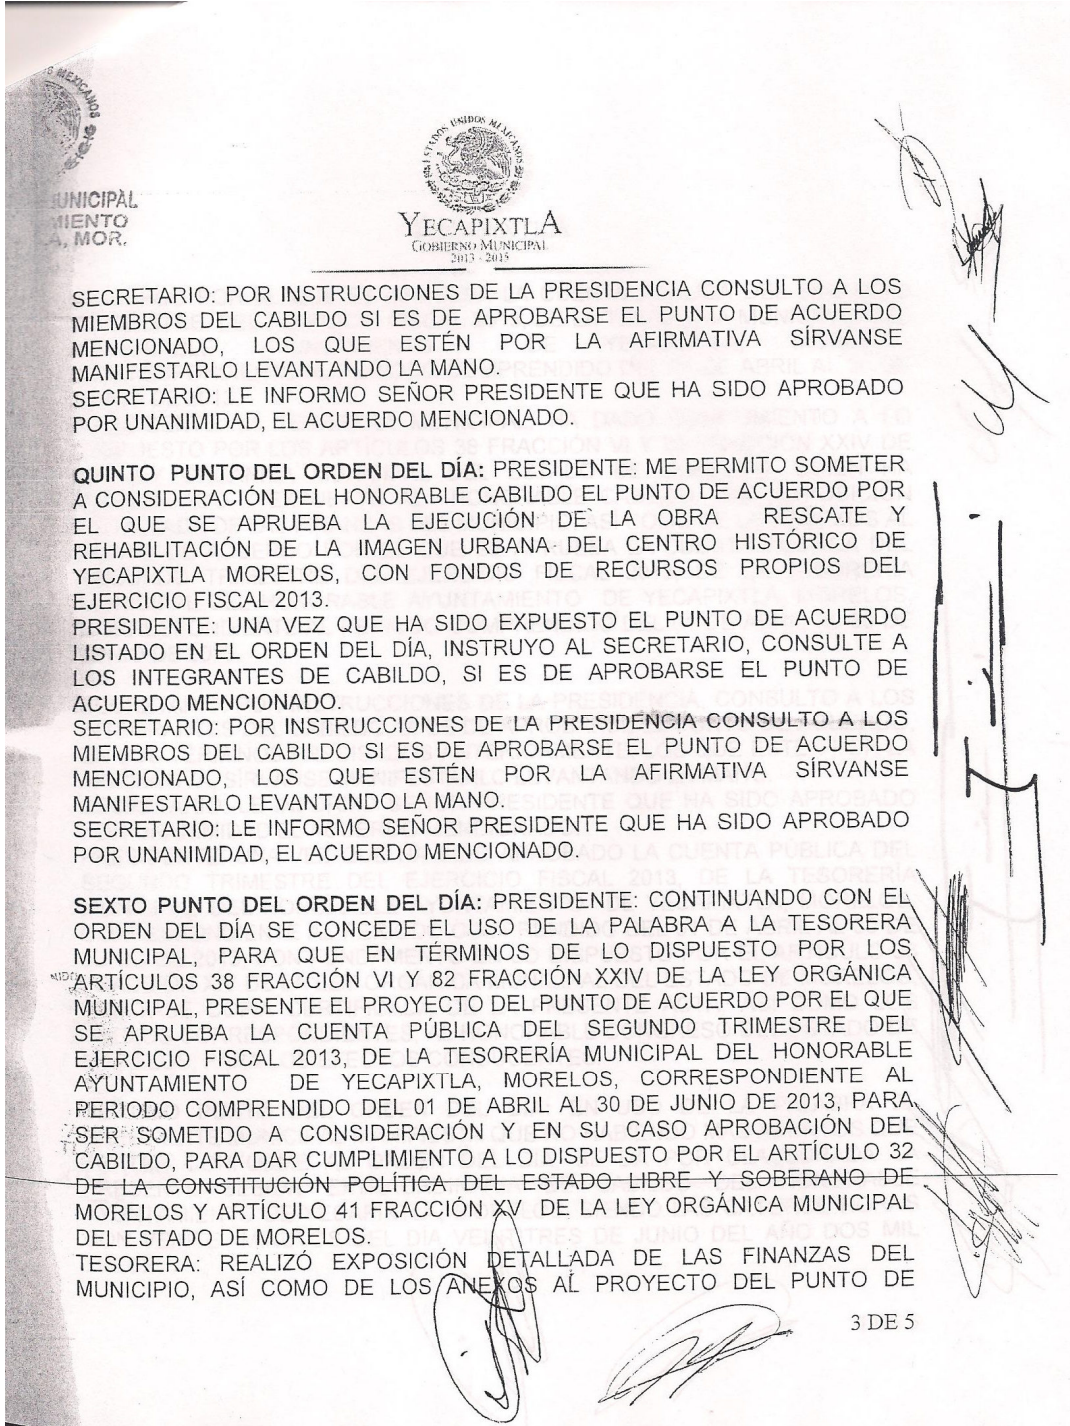 S MEXICANOS
UNICIPAL
MIENTO
A, MOR.
ESTADOS UNIDOS MEXICANOS
YECAPIXTLA
GOBIERNO MUNICIPAL
2013 - 2015
SECRETARIO: POR INSTRUCCIONES DE LA PRESIDENCIA CONSULTO A LOS
MIEMBROS DEL CABILDO SI ES DE APROBARSE EL PUNTO DE ACUERDO
MENCIONADO, LOS QUE ESTÉN POR LA AFIRMATIVA SÍRVANSE
MANIFESTARLO LEVANTANDO LA MANO.
SECRETARIO: LE INFORMO SEÑOR PRESIDENTE QUE HA SIDO APROBADO
POR UNANIMIDAD, EL ACUERDO MENCIONADO.
QUINTO PUNTO DEL ORDEN DEL DÍA: PRESIDENTE: ME PERMITO SOMETER
A CONSIDERACIÓN DEL HONORABLE CABILDO EL PUNTO DE ACUERDO POR
EL QUE SE APRUEBA LA EJECUCIÓN DE LA OBRA RESCATE Y
REHABILITACIÓN DE LA IMAGEN URBANA DEL CENTRO HISTÓRICO DE
YECAPIXTLA MORELOS, CON FONDOS DE RECURSOS PROPIOS DEL
EJERCICIO FISCAL 2013.
PRESIDENTE: UNA VEZ QUE HA SIDO EXPUESTO EL PUNTO DE ACUERDO
LISTADO EN EL ORDEN DEL DÍA, INSTRUYO AL SECRETARIO, CONSULTE A
LOS INTEGRANTES DE CABILDO, SI ES DE APROBARSE EL PUNTO DE
ACUERDO MENCIONADO.
SECRETARIO: POR INSTRUCCIONES DE LA PRESIDENCIA CONSULTO A LOS
MIEMBROS DEL CABILDO SI ES DE APROBARSE EL PUNTO DE ACUERDO
MENCIONADO, LOS QUE ESTÉN POR LA AFIRMATIVA SÍRVANSE
MANIFESTARLO LEVANTANDO LA MANO.
SECRETARIO: LE INFORMO SEÑOR PRESIDENTE QUE HA SIDO APROBADO
POR UNANIMIDAD, EL ACUERDO MENCIONADO.
SEXTO PUNTO DEL ORDEN DEL DÍA: PRESIDENTE: CONTINUANDO CON EL
ORDEN DEL DÍA SE CONCEDE EL USO DE LA PALABRA A LA TESORERA
MUNICIPAL, PARA QUE EN TÉRMINOS DE LO DISPUESTO POR LOS
ARTÍCULOS 38 FRACCIÓN VI Y 82 FRACCIÓN XXIV DE LA LEY ORGÁNICA
MUNICIPAL, PRESENTE EL PROYECTO DEL PUNTO DE ACUERDO POR EL QUE
SE APRUEBA LA CUENTA PÚBLICA DEL SEGUNDO TRIMESTRE DEL
EJERCICIO FISCAL 2013, DE LA TESORERÍA MUNICIPAL DEL HONORABLE
AYUNTAMIENTO DE YECAPIXTLA, MORELOS, CORRESPONDIENTE AL
PERIODO COMPRENDIDO DEL 01 DE ABRIL AL 30 DE JUNIO DE 2013, PARA
SER SOMETIDO A CONSIDERACIÓN Y EN SU CASO APROBACIÓN DEL
CABILDO, PARA DAR CUMPLIMIENTO A LO DISPUESTO POR EL ARTÍCULO 32
DE LA CONSTITUCIÓN POLÍTICA DEL ESTADO LIBRE Y SOBERANO DE
MORELOS Y ARTÍCULO 41 FRACCIÓN XV DE LA LEY ORGÁNICA MUNICIPAL
DEL ESTADO DE MORELOS.
TESORERA: REALIZÓ EXPOSICIÓN DETALLADA DE LAS FINANZAS DEL
MUNICIPIO, ASÍ COMO DE LOS ANEXOS AL PROYECTO DEL PUNTO DE
3 DE 5